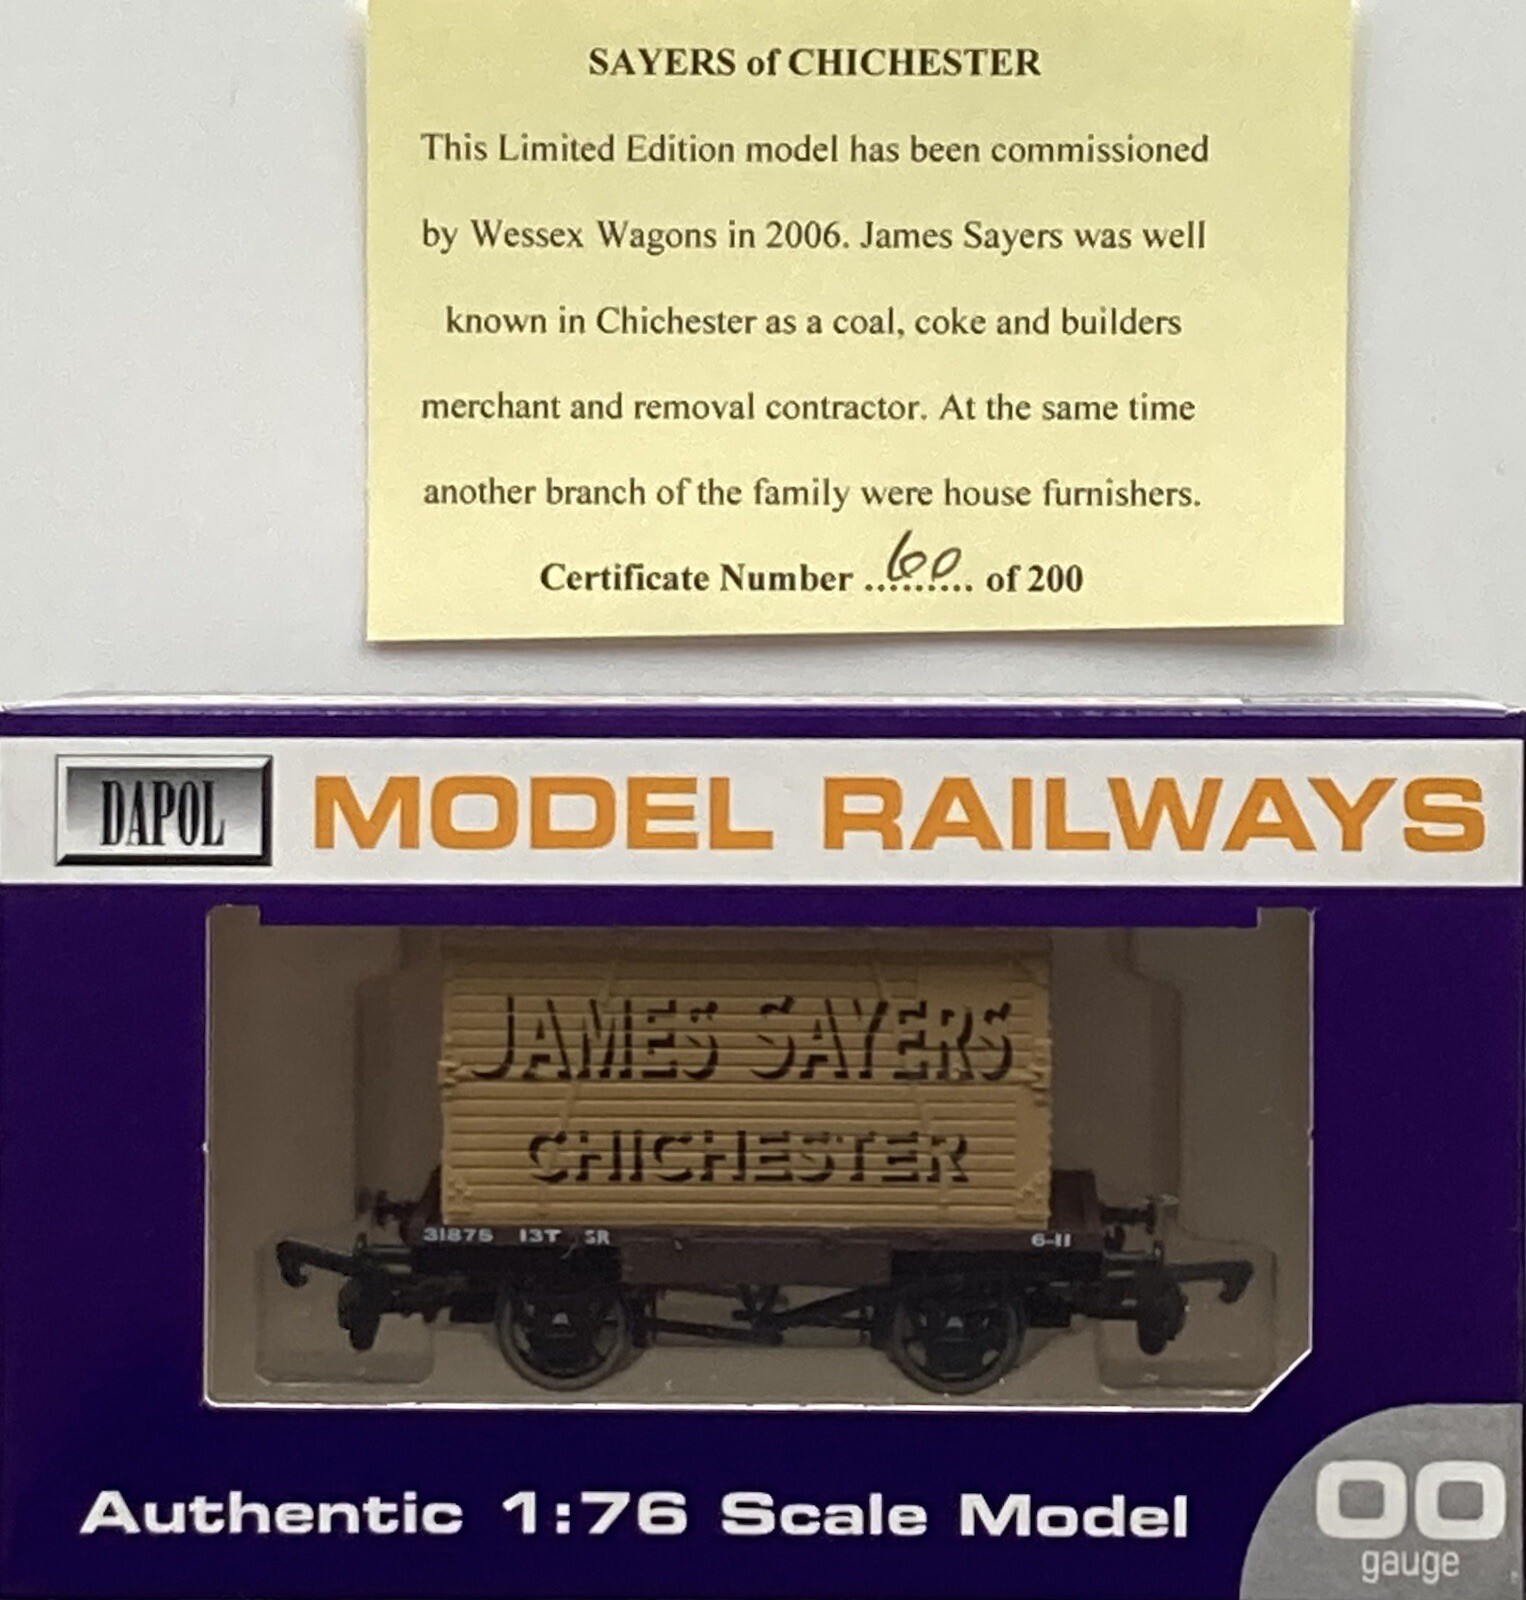 SAYERS of CHICHESTER
This Limited Edition model has been commissioned
by Wessex Wagons in 2006. James Sayers was well
known in Chichester as a coal, coke and builders
merchant and removal contractor. At the same time
another branch of the family were house furnishers.
Certificate Number ...60... of 200
DAPOL MODEL RAILWAYS
JAMES SAYERS
CHICHESTER
31875 13T SR 6-11
Authentic 1:76 Scale Model
OO
gauge